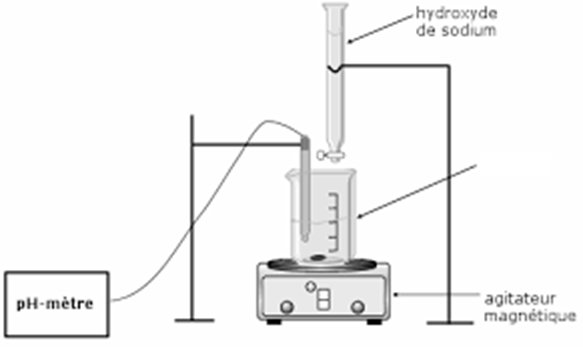 hydroxyde
de sodium
pH-mètre
agitateur
magnétique